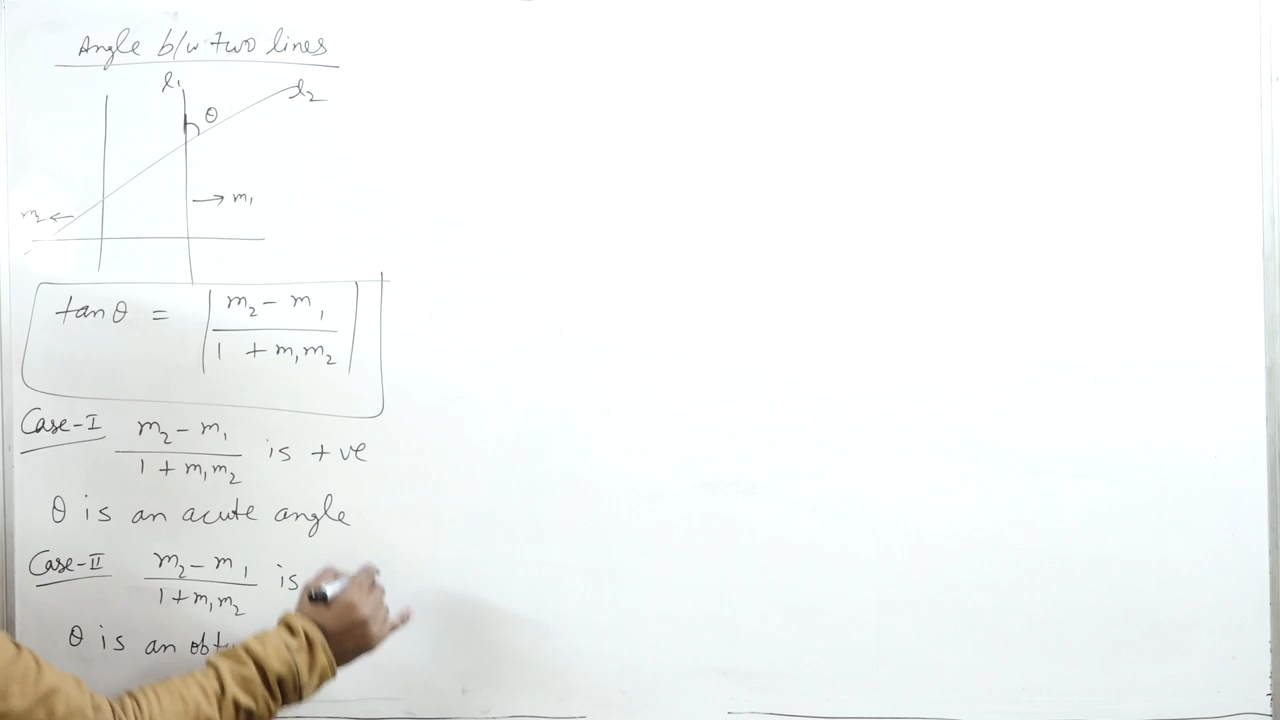 Angle b/w two lines
l₁
l₂
θ
→ m₁
m₂ ←
tan θ = | (m₂ - m₁) / (1 + m₁m₂) |
Case-I (m₂ - m₁) / (1 + m₁m₂) is +ve
θ is an acute angle
Case-II (m₂ - m₁) / (1 + m₁m₂) is
θ is an